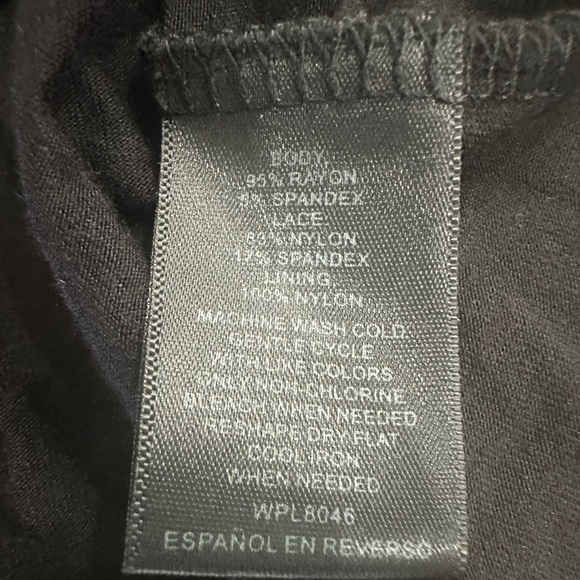 BODY
95% RAYON
5% SPANDEX
LACE
83% NYLON
17% SPANDEX
LINING
100% NYLON
MACHINE WASH COLD
GENTLE CYCLE
WITH LIKE COLORS
ONLY NON-CHLORINE
BLEACH WHEN NEEDED
RESHAPE DRY FLAT
COOL IRON
WHEN NEEDED
WPL8046
ESPAÑOL EN REVERSO